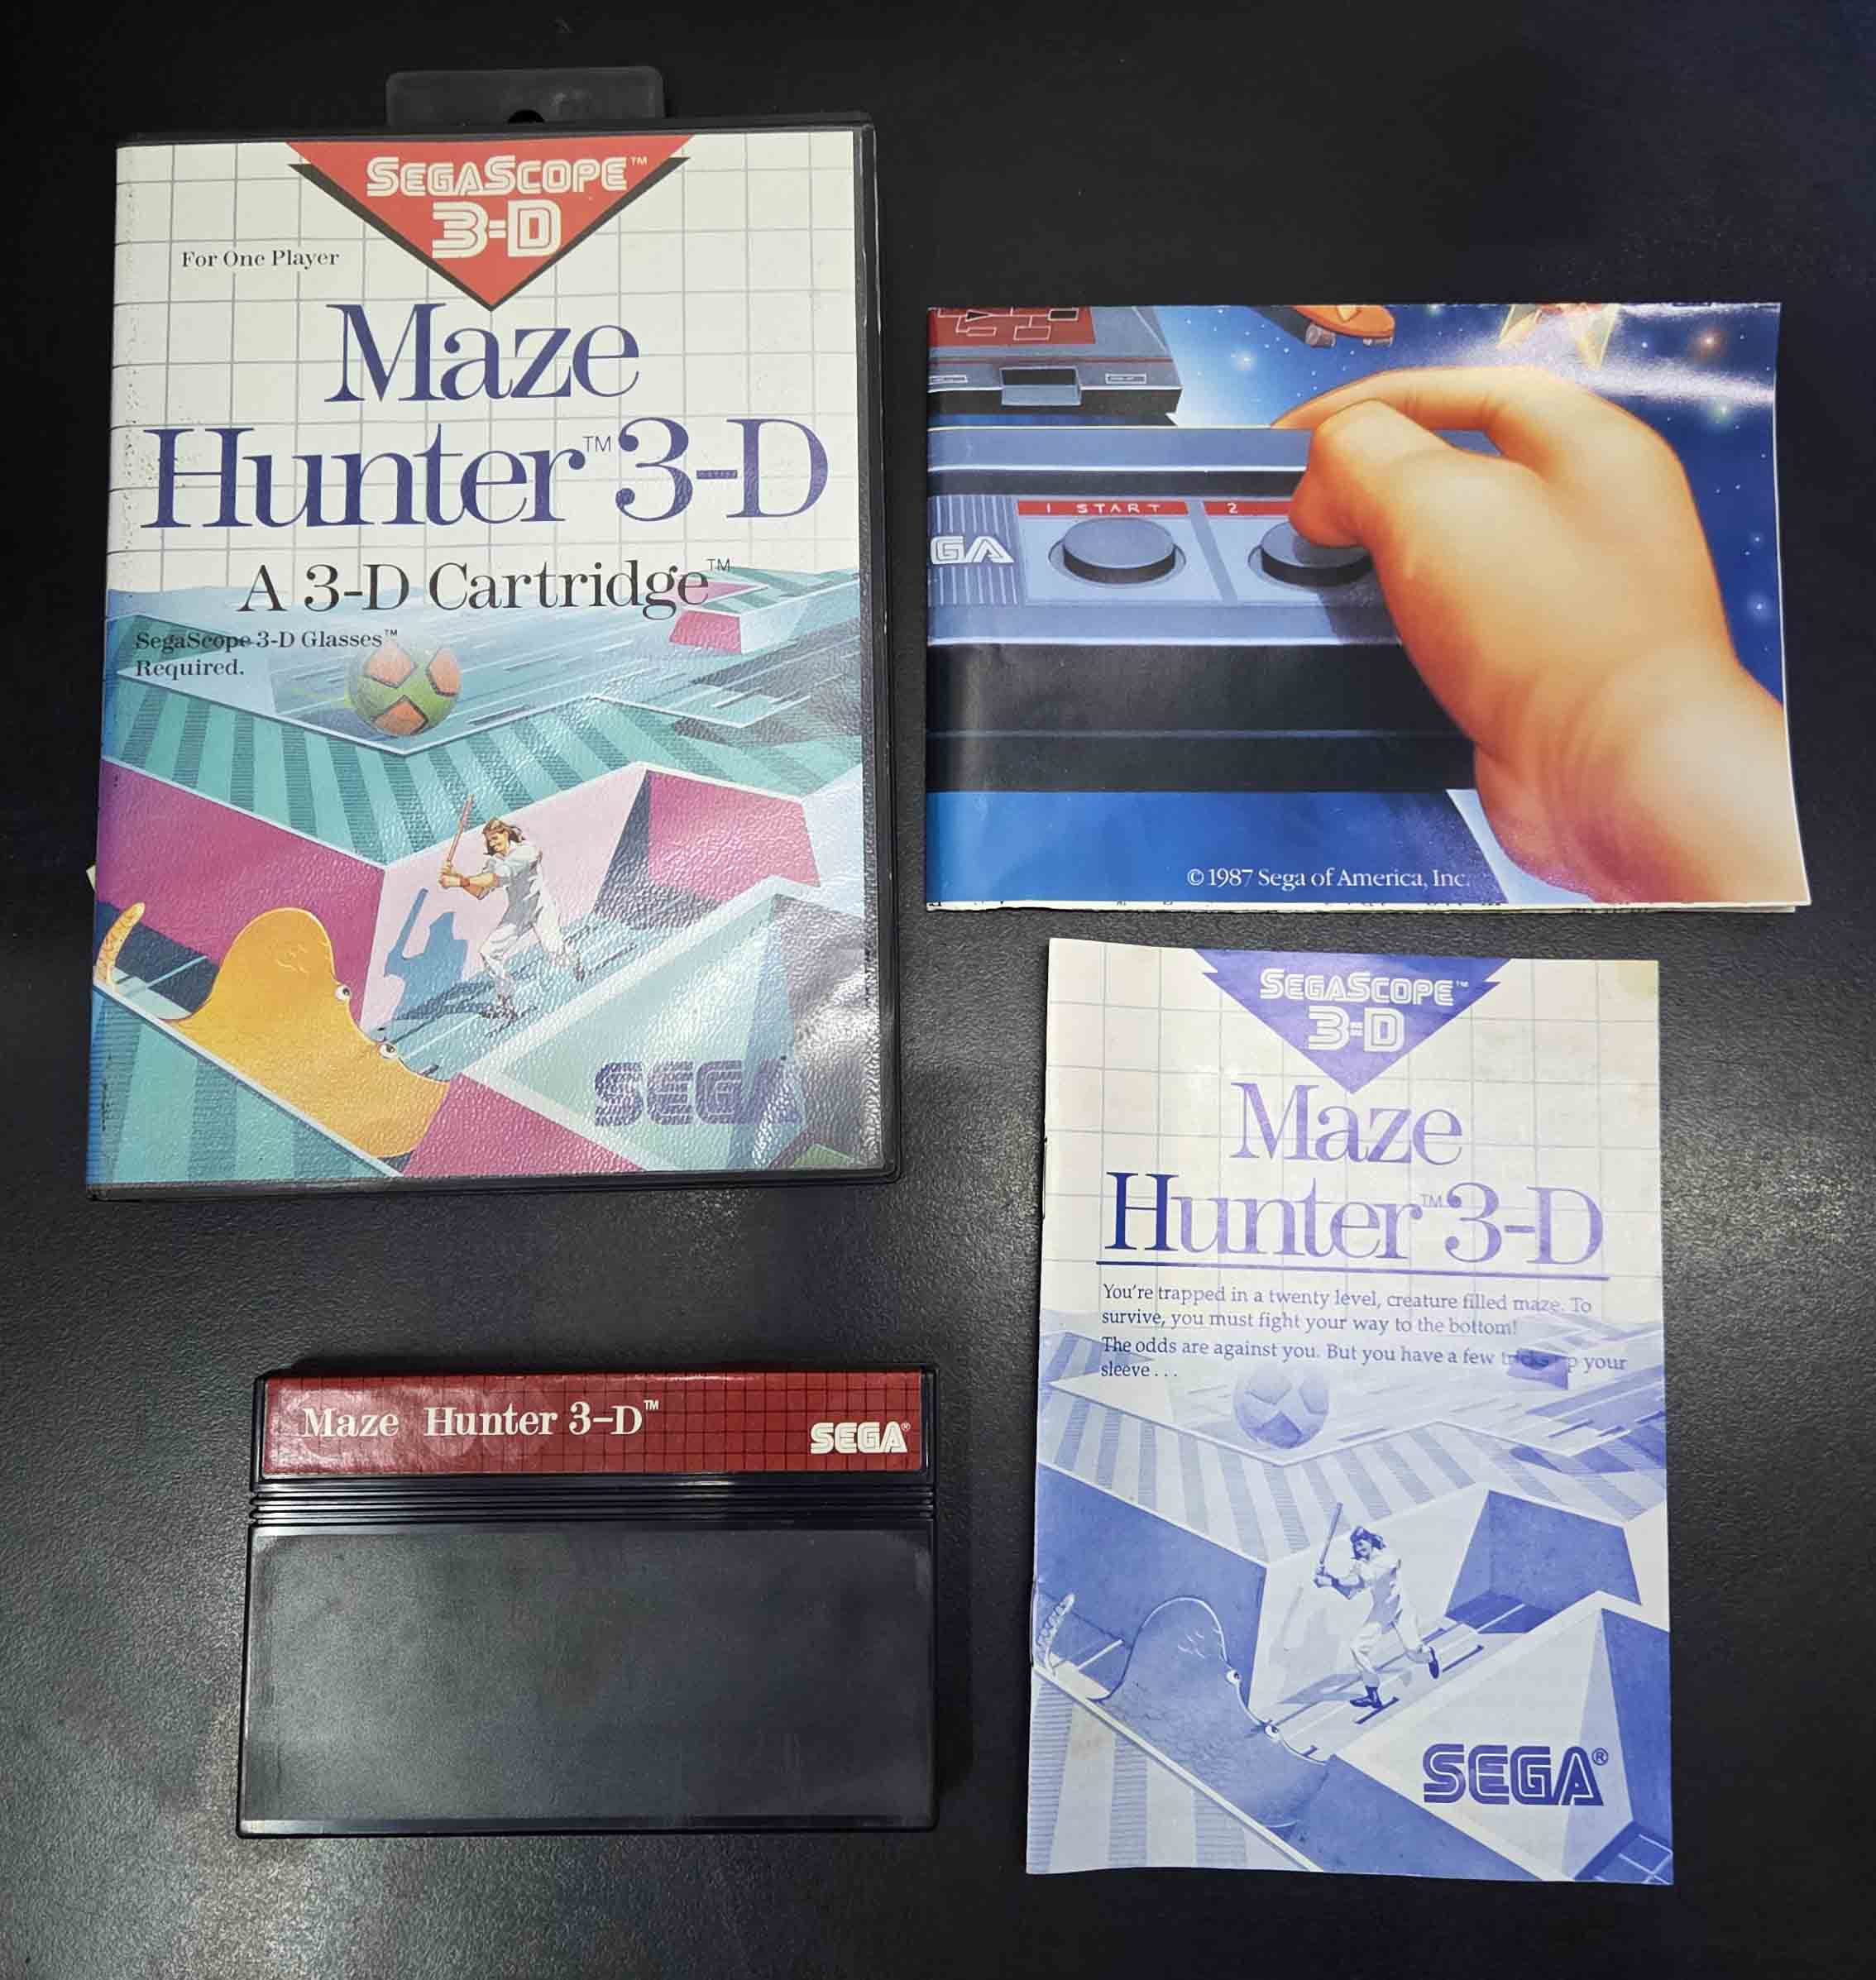 SEGASCOPE™
3-D
For One Player
Maze
Hunter™ 3-D
A 3-D Cartridge™
SegaScope 3-D Glasses™
Required.
SEGA
1 START
2
GA
© 1987 Sega of America, Inc.
SEGASCOPE™
3-D
Maze
Hunter™ 3-D
You're trapped in a twenty level, creature filled maze. To
survive, you must fight your way to the bottom!
The odds are against you. But you have a few tricks up your
sleeve . . .
SEGA®
Maze Hunter 3-D™
SEGA®